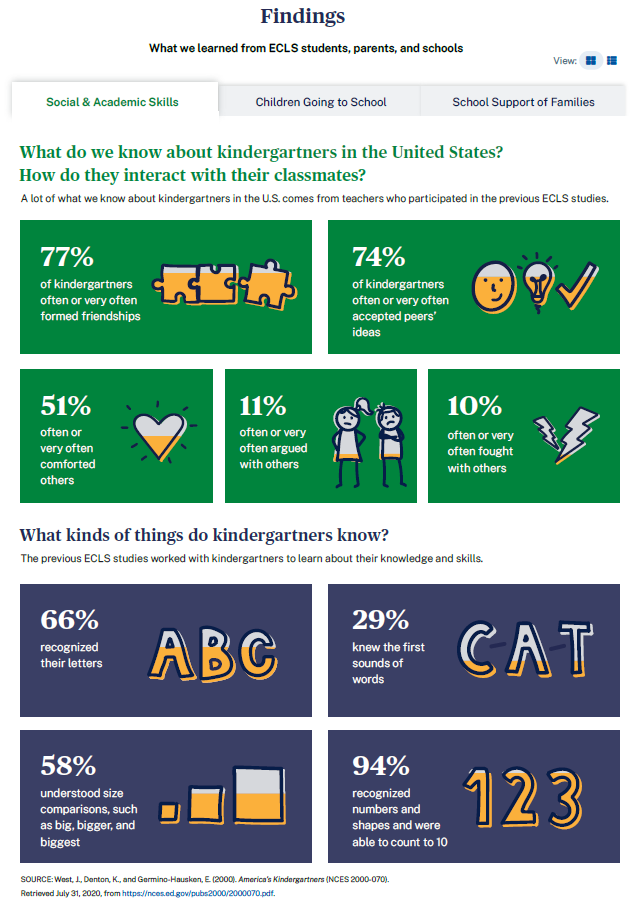 Findings
What we learned from ECLS students, parents, and schools
View:
Social & Academic Skills
Children Going to School
School Support of Families
What do we know about kindergartners in the United States?
How do they interact with their classmates?
A lot of what we know about kindergartners in the U.S. comes from teachers who participated in the previous ECLS studies.
77%
of kindergartners
often or very often
formed friendships
74%
of kindergartners
often or very often
accepted peers'
ideas
51%
often or
very often
comforted
others
11%
often or very
often argued
with others
10%
often or very
often fought
with others
What kinds of things do kindergartners know?
The previous ECLS studies worked with kindergartners to learn about their knowledge and skills.
66%
recognized
their letters
ABC
29%
knew the first
sounds of
words
C-A-T
58%
understood size
comparisons, such
as big, bigger, and
biggest
94%
recognized
numbers and
shapes and were
able to count to 10
123
SOURCE: West, J., Denton, K., and Germino-Hausken, E. (2000). America's Kindergartners (NCES 2000-070).
Retrieved July 31, 2020, from https://nces.ed.gov/pubs2000/2000070.pdf.